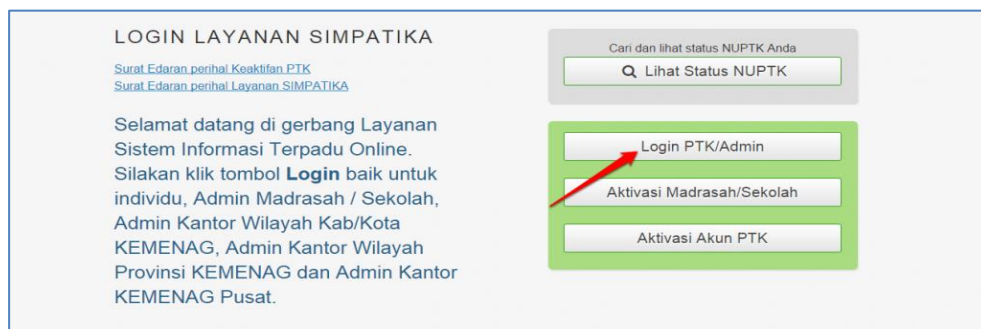 LOGIN LAYANAN SIMPATIKA
Surat Edaran perihal Keaktifan PTK
Surat Edaran perihal Layanan SIMPATIKA
Selamat datang di gerbang Layanan
Sistem Informasi Terpadu Online.
Silakan klik tombol Login baik untuk
individu, Admin Madrasah / Sekolah,
Admin Kantor Wilayah Kab/Kota
KEMENAG, Admin Kantor Wilayah
Provinsi KEMENAG dan Admin Kantor
KEMENAG Pusat.
Cari dan lihat status NUPTK Anda
Lihat Status NUPTK
Login PTK/Admin
Aktivasi Madrasah/Sekolah
Aktivasi Akun PTK